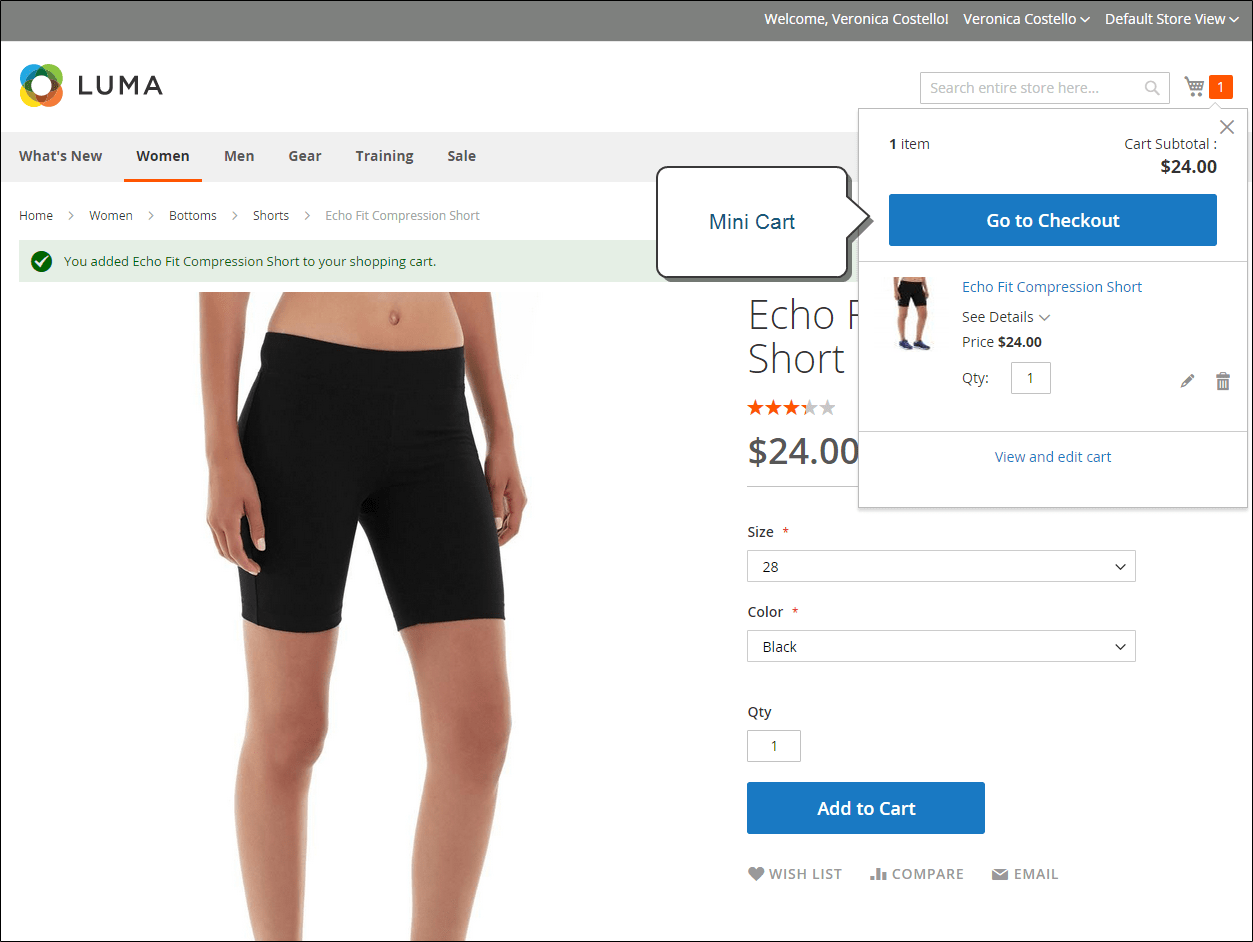 Welcome, Veronica Costello! Veronica Costello Default Store View
LUMA
Search entire store here...
1
What's New Women Men Gear Training Sale
1 item
Cart Subtotal :
$24.00
Go to Checkout
Mini Cart
Home Women Bottoms Shorts Echo Fit Compression Short
You added Echo Fit Compression Short to your shopping cart.
Echo Fit Compression Short
See Details
Price $24.00
Qty: 1
View and edit cart
Echo
Short
$24.00
Size *
28
Color *
Black
Qty
1
Add to Cart
WISH LIST COMPARE EMAIL